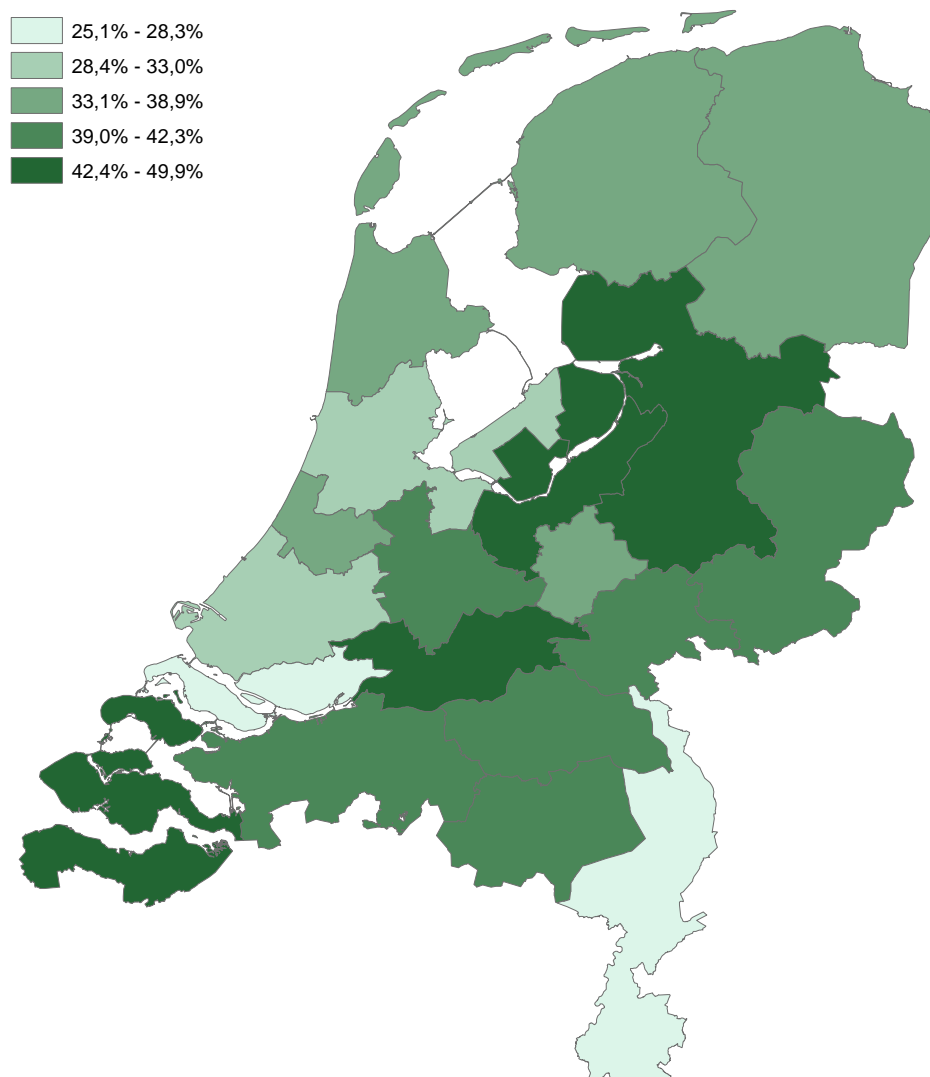 25,1% - 28,3%
28,4% - 33,0%
33,1% - 38,9%
39,0% - 42,3%
42,4% - 49,9%